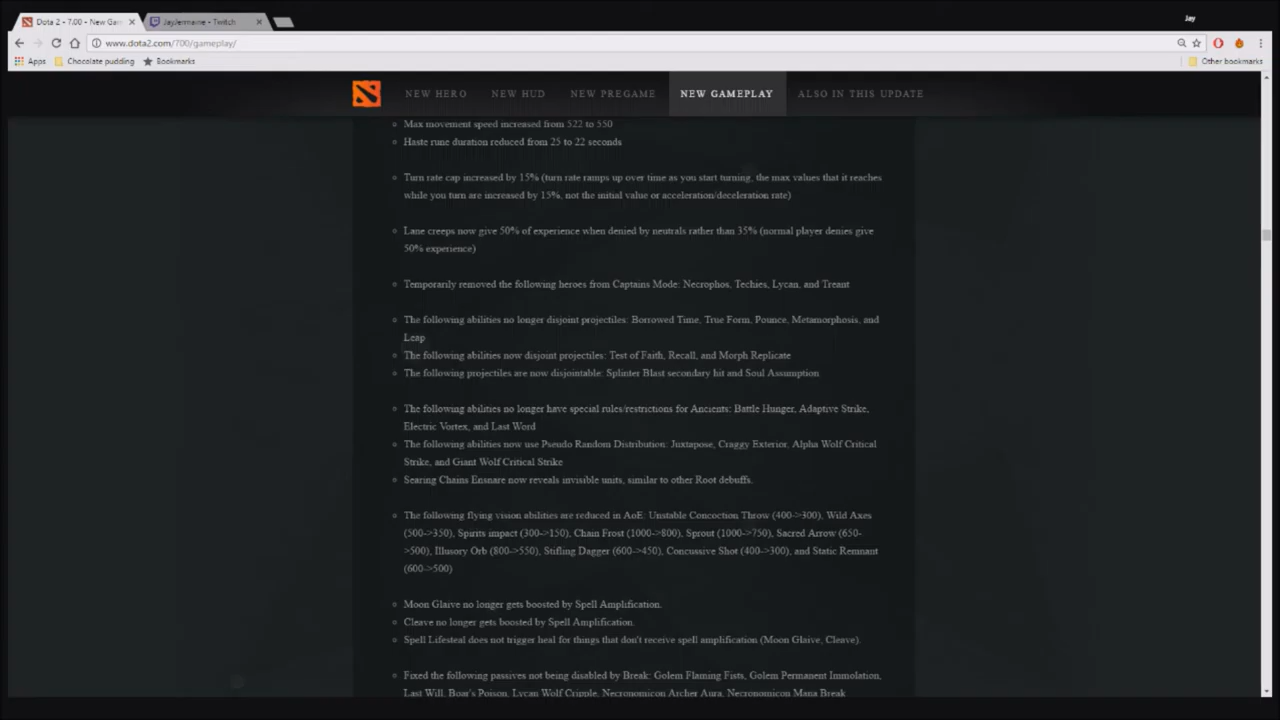 Jay
Dota 2 - 7.00 - New Gam
JayJermaine - Twitch
www.dota2.com/700/gameplay/
Apps
Chocolate pudding
Bookmarks
Other bookmarks
NEW HERO
NEW HUD
NEW PREGAME
NEW GAMEPLAY
ALSO IN THIS UPDATE
Max movement speed increased from 522 to 550
Haste rune duration reduced from 25 to 22 seconds
Turn rate cap increased by 15% (turn rate ramps up over time as you start turning, the max values that it reaches
while you turn are increased by 15%, not the initial value or acceleration/deceleration rate)
Lane creeps now give 50% of experience when denied by neutrals rather than 35% (normal player denies give
50% experience)
Temporarily removed the following heroes from Captains Mode: Necrophos, Techies, Lycan, and Treant
The following abilities no longer disjoint projectiles: Borrowed Time, True Form, Pounce, Metamorphosis, and
Leap
The following abilities now disjoint projectiles: Test of Faith, Recall, and Morph Replicate
The following projectiles are now disjointable: Splinter Blast secondary hit and Soul Assumption.
The following abilities no longer have special rules/restrictions for Ancients: Battle Hunger, Adaptive Strike,
Electric Vortex, and Last Word
The following abilities now use Pseudo Random Distribution: Juxtapose, Craggy Exterior, Alpha Wolf Critical
Strike, and Giant Wolf Critical Strike
Searing Chains Ensnare now reveals invisible units, similar to other Root debuffs.
The following flying vision abilities are reduced in AoE: Unstable Concoction Throw (400->300), Wild Axes
(500->350), Spirits impact (300->150), Chain Frost (1000->800), Sprout (1000->750), Sacred Arrow (650-
>500), Illusory Orb (800->550), Stifling Dagger (600->450), Concussive Shot (400->300), and Static Remnant
(600->500)
Moon Glaive no longer gets boosted by Spell Amplification.
Cleave no longer gets boosted by Spell Amplification.
Spell Lifesteal does not trigger heal for things that don't receive spell amplification (Moon Glaive, Cleave).
Fixed the following passives not being disabled by Break: Golem Flaming Fists, Golem Permanent Immolation,
Last Will, Boar's Poison, Lycan Wolf Cripple, Necronomicon Archer Aura, Necronomicon Mana Break